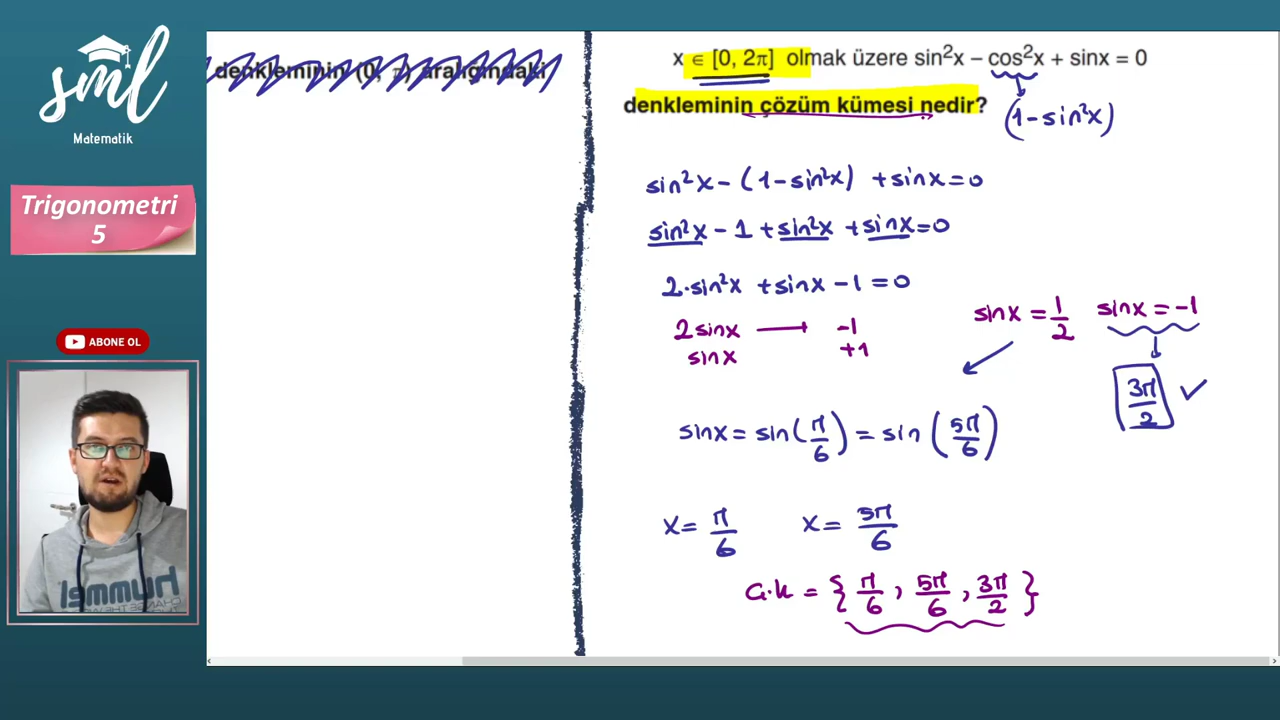 sml
Matematik
Trigonometri
5
ABONE OL
hummel
denkleminin (0, π) aralığındaki
x ∈ [0, 2π] olmak üzere sin²x – cos²x + sinx = 0
denkleminin çözüm kümesi nedir?
(1-sin²x)
sin²x - (1-sin²x) + sinx = 0
sin²x - 1 + sin²x + sinx = 0
2·sin²x + sinx - 1 = 0
2sinx → -1
sinx +1
sinx = 1/2 sinx = -1
3π/2 ✓
sinx = sin(π/6) = sin(5π/6)
x = π/6 x = 5π/6
Ç.k = {π/6, 5π/6, 3π/2}